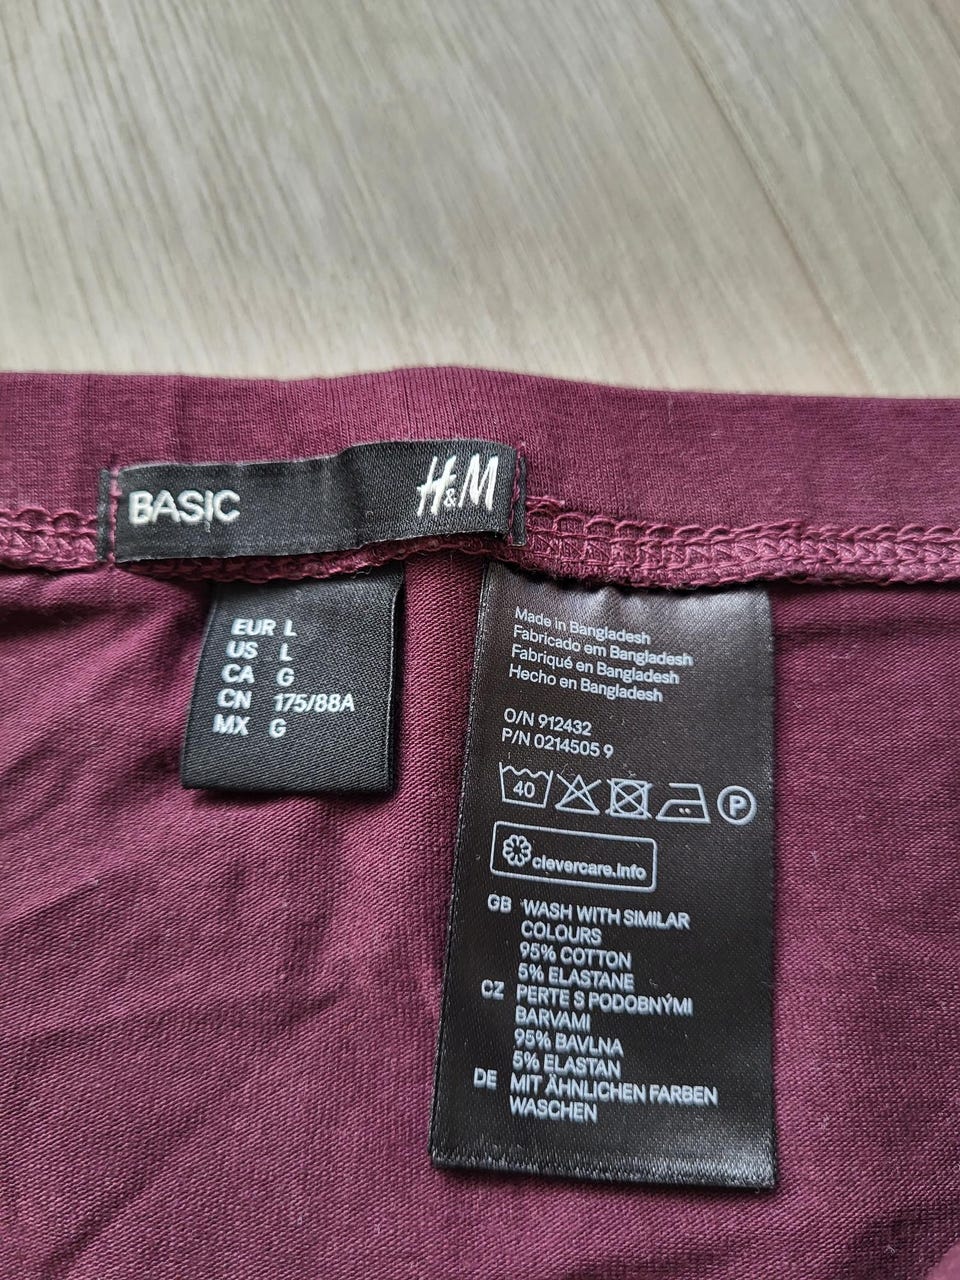 BASIC
H&M
EUR L
US L
CA G
CN 175/88A
MX G
Made in Bangladesh
Fabricado em Bangladesh
Fabriqué en Bangladesh
Hecho en Bangladesh
O/N 912432
P/N 0214505 9
40
P
clevercare.info
GB WASH WITH SIMILAR
COLOURS
95% COTTON
5% ELASTANE
CZ PERTE S PODOBNÝMI
BARVAMI
95% BAVLNA
5% ELASTAN
DE MIT ÄHNLICHEN FARBEN
WASCHEN